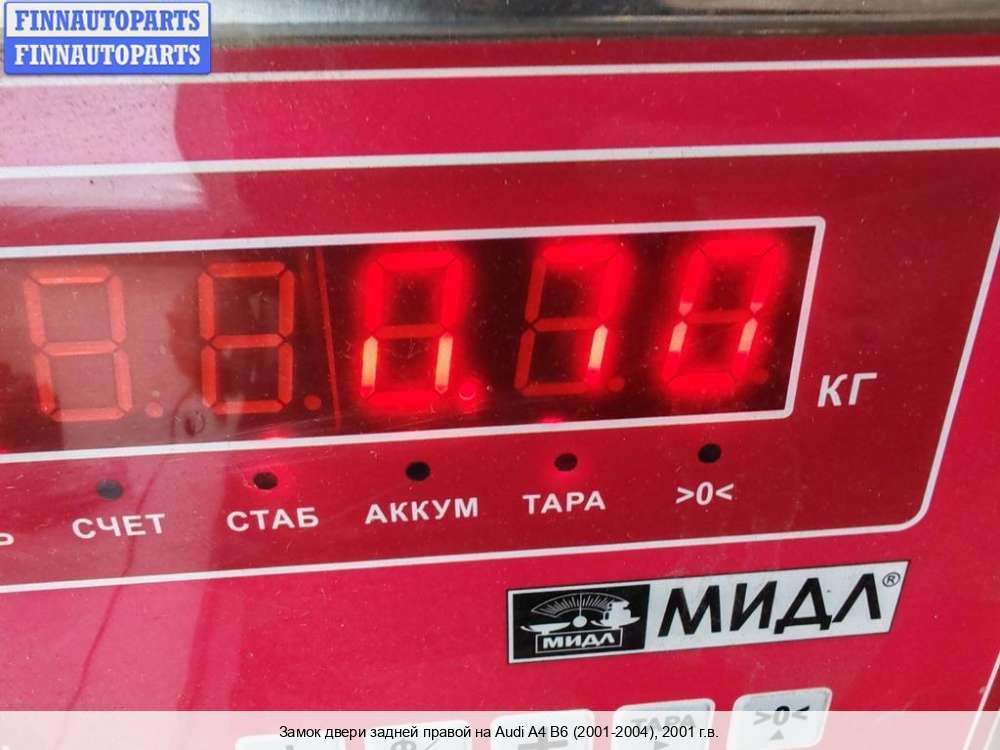 FINNAUTOPARTS
FINNAUTOPARTS
КГ
СЧЕТ
СТАБ
АККУМ
ТАРА
>0<
МИДЛ
МИДЛ®
ТАРА
>0<
Замок двери задней правой на Audi A4 B6 (2001-2004), 2001 г.в.